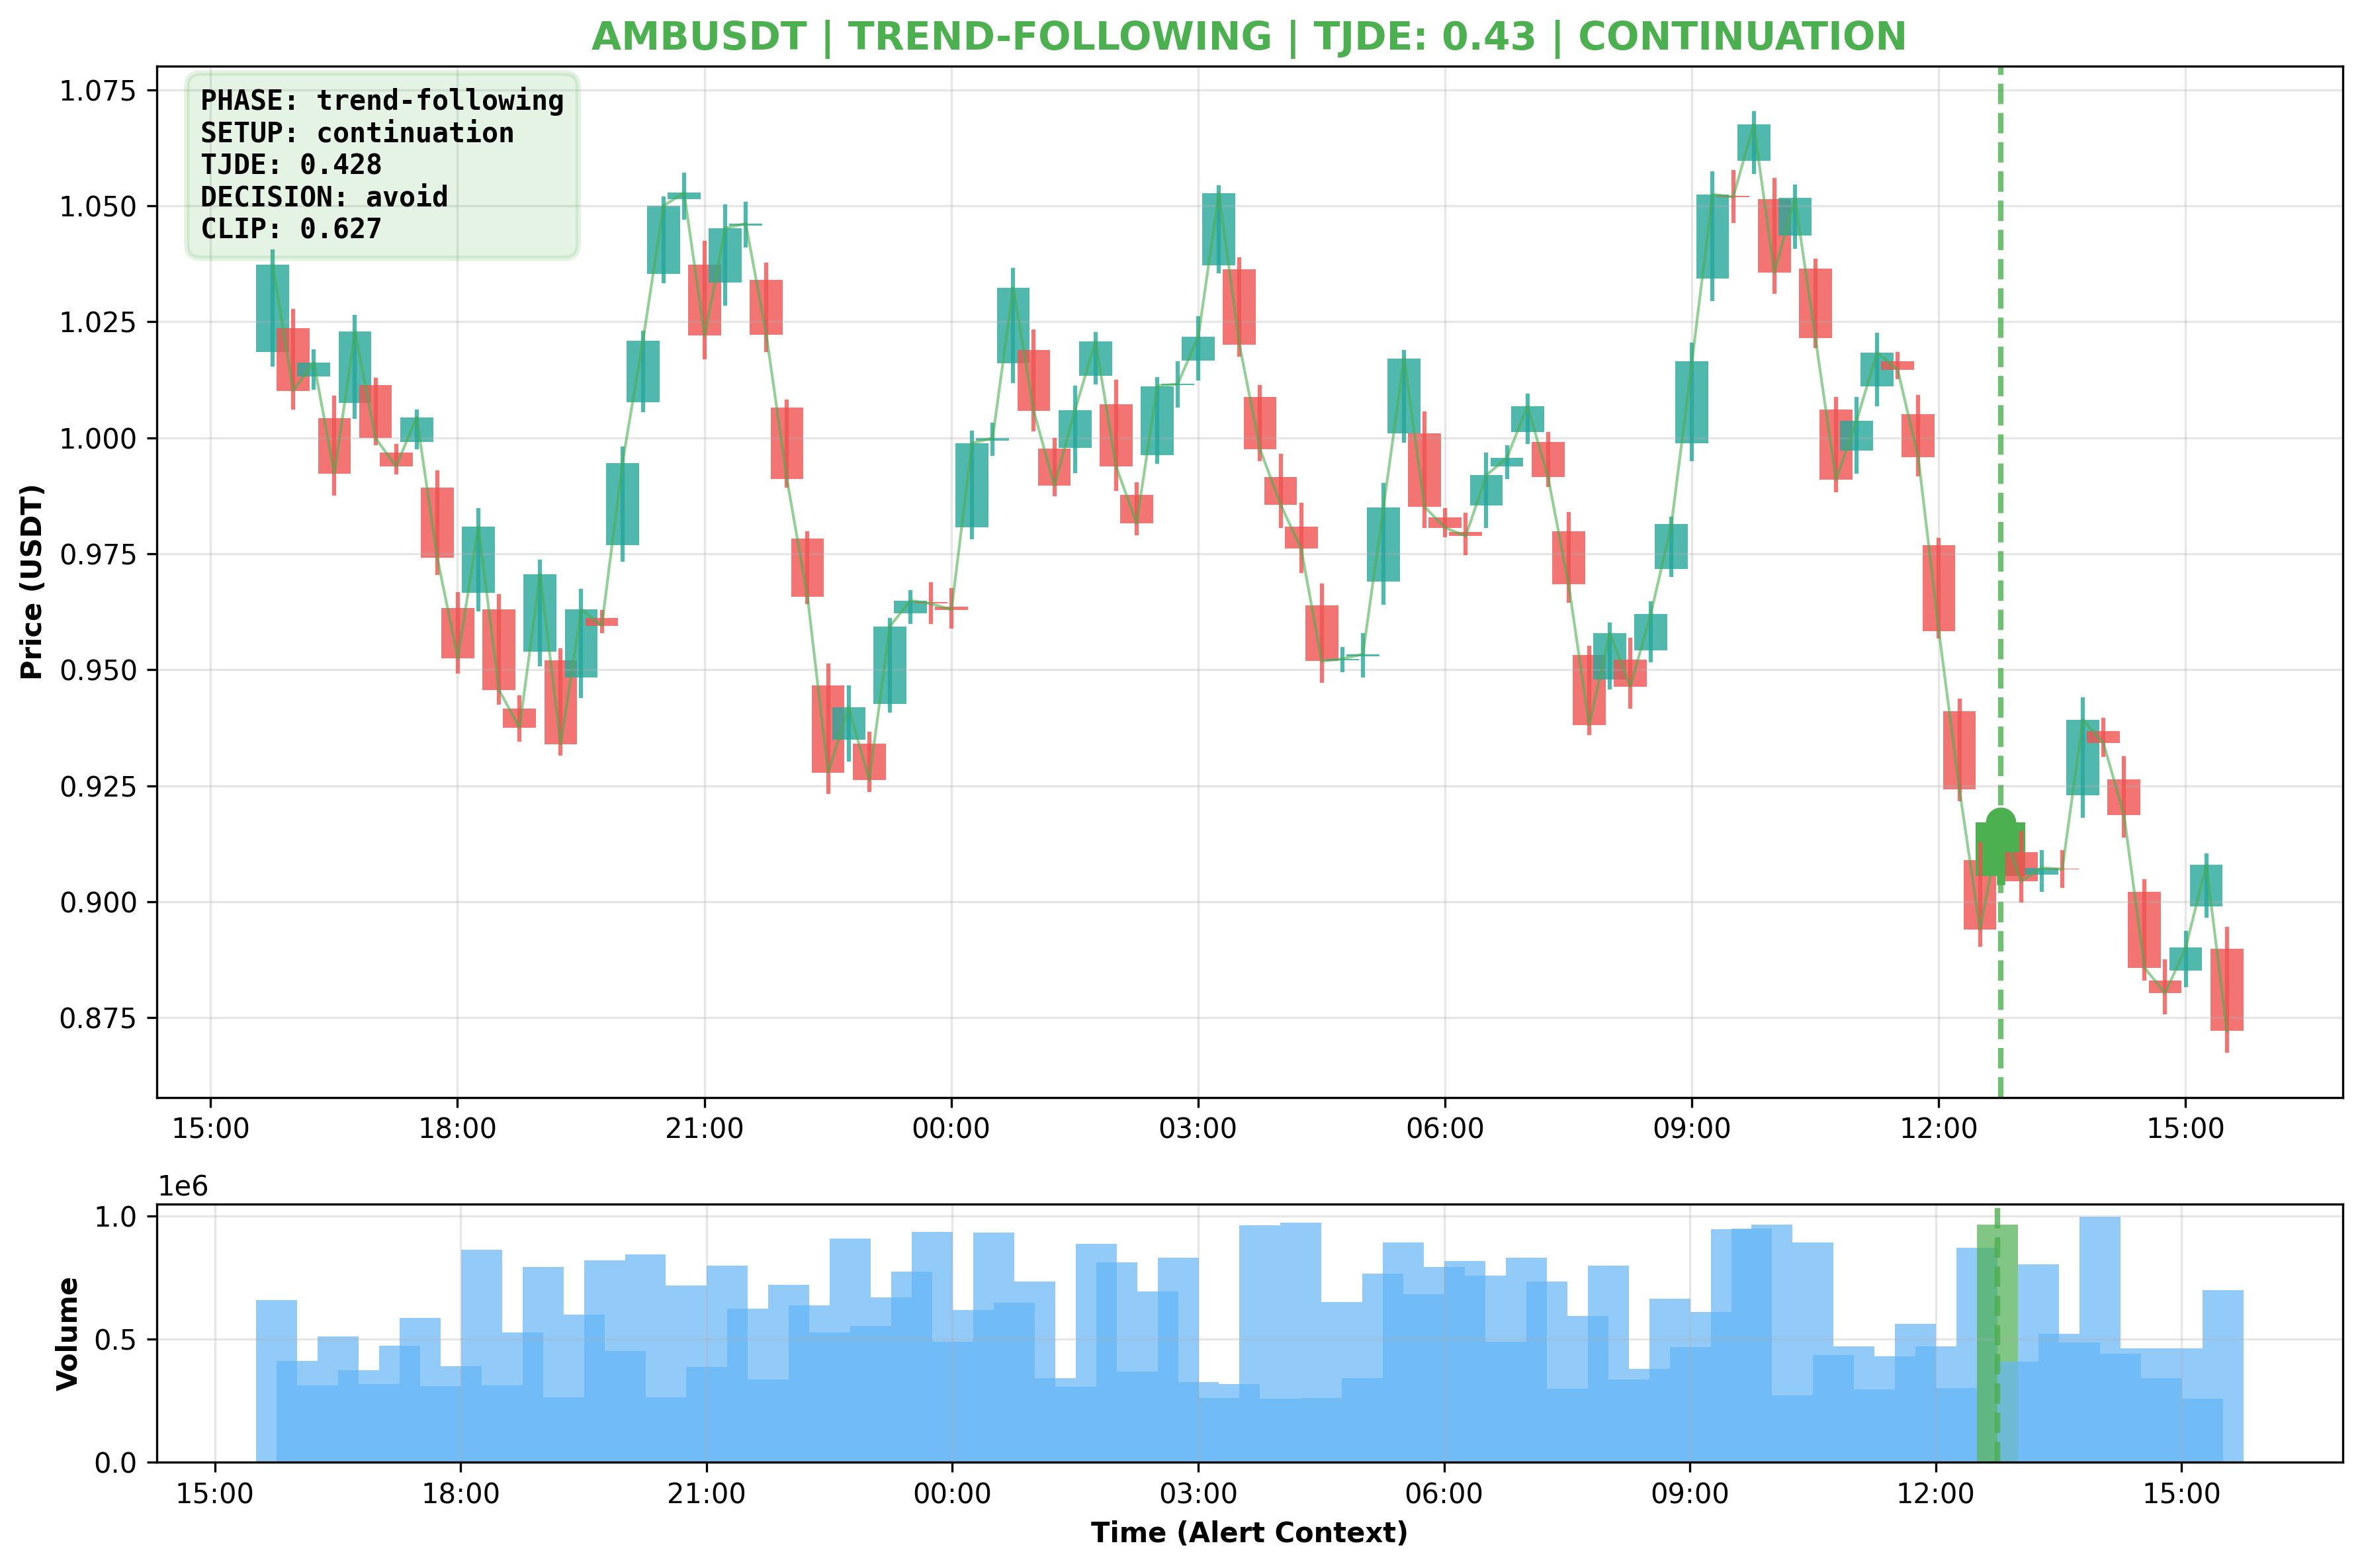 AMBUSDT | TREND-FOLLOWING | TJDE: 0.43 | CONTINUATION
PHASE: trend-following
SETUP: continuation
TJDE: 0.428
DECISION: avoid
CLIP: 0.627
Price (USDT)
1.075
1.050
1.025
1.000
0.975
0.950
0.925
0.900
0.875
15:00 18:00 21:00 00:00 03:00 06:00 09:00 12:00 15:00
1e6
Volume
1.0
0.5
0.0
15:00 18:00 21:00 00:00 03:00 06:00 09:00 12:00 15:00
Time (Alert Context)